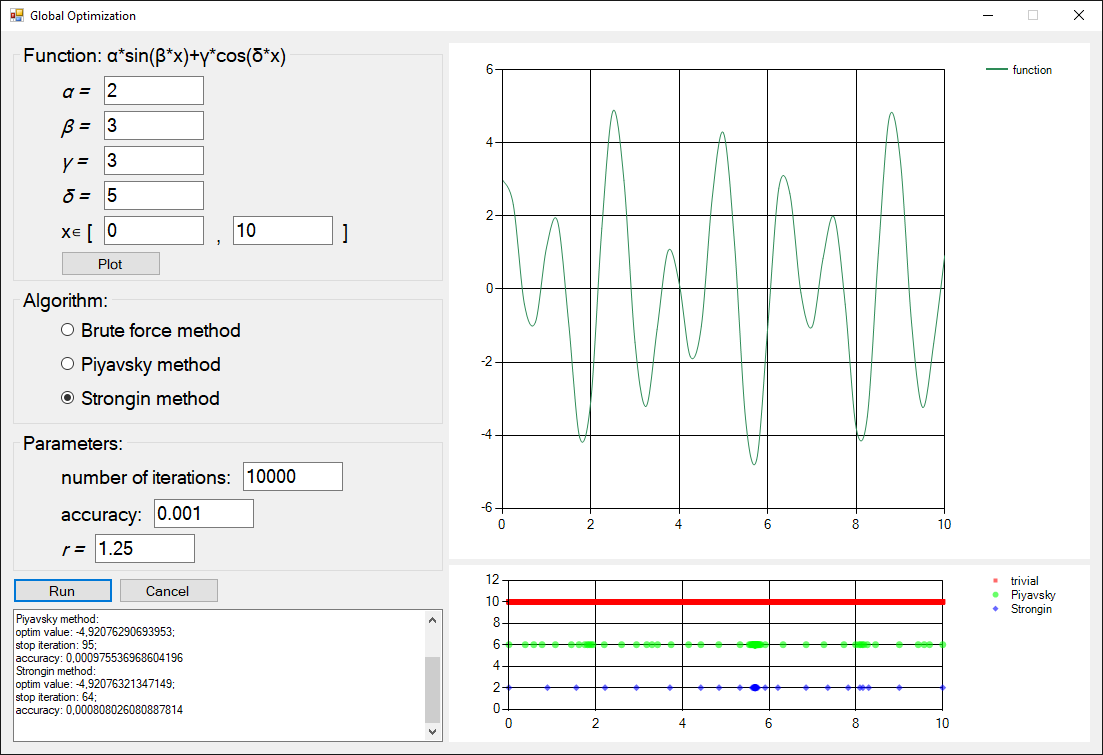 Global Optimization
Function: α*sin(β*x)+γ*cos(δ*x)
α = 2
β = 3
γ = 3
δ = 5
x∈ [ 0 , 10 ]
Plot
Algorithm:
Brute force method
Piyavsky method
Strongin method
Parameters:
number of iterations: 10000
accuracy: 0.001
r = 1.25
Run Cancel
Piyavsky method:
optim value: -4,92076290693953;
stop iteration: 95;
accuracy: 0,000975536968604196
Strongin method:
optim value: -4,92076321347149;
stop iteration: 64;
accuracy: 0,000808026080887814
function
6
4
2
0
-2
-4
-6
0 2 4 6 8 10
trivial
Piyavsky
Strongin
12
10
8
6
4
2
0
0 2 4 6 8 10